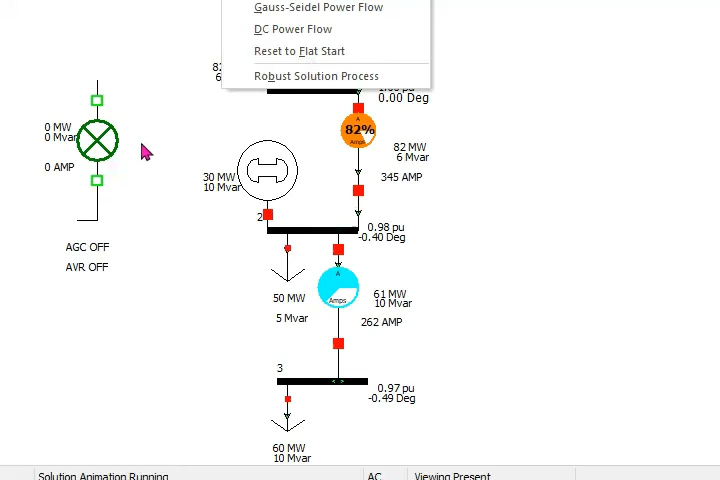 Gauss-Seidel Power Flow
DC Power Flow
Reset to Flat Start
Robust Solution Process
0.00 Deg
0 MW
0 Mvar
0 AMP
AGC OFF
AVR OFF
A
82%
Amps
82 MW
6 Mvar
345 AMP
30 MW
10 Mvar
2
0.98 pu
-0.40 Deg
50 MW
5 Mvar
A
Amps
61 MW
10 Mvar
262 AMP
3
0.97 pu
-0.49 Deg
60 MW
10 Mvar
Solution Animation Running
AC
Viewing Present